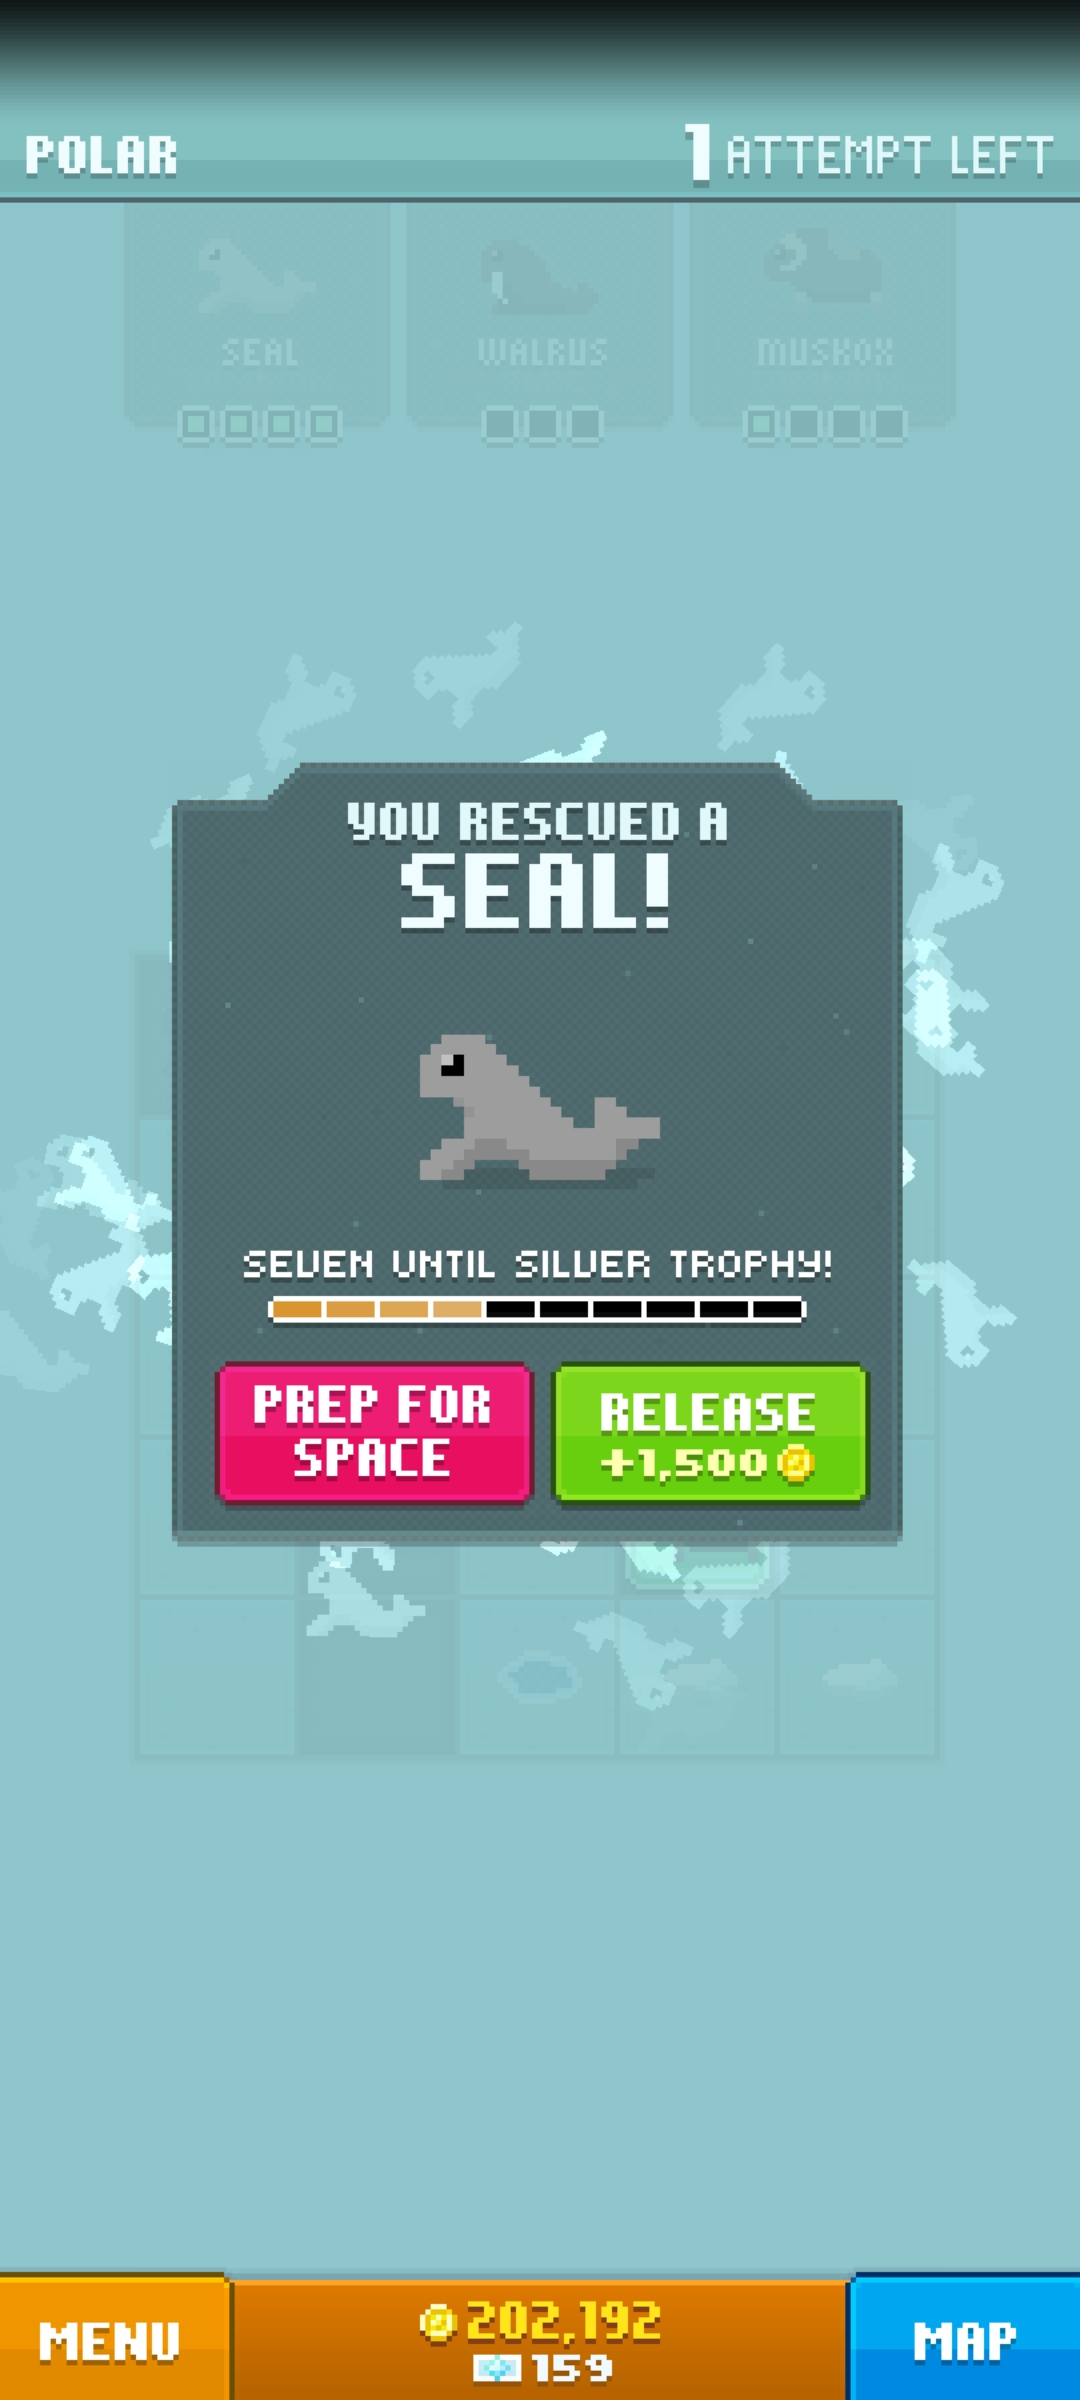 POLAR
1 ATTEMPT LEFT
SEAL
WALRUS
MUSKOX
YOU RESCUED A
SEAL!
SEVEN UNTIL SILVER TROPHY!
PREP FOR
SPACE
RELEASE
+1,500
MENU
202,192
159
MAP